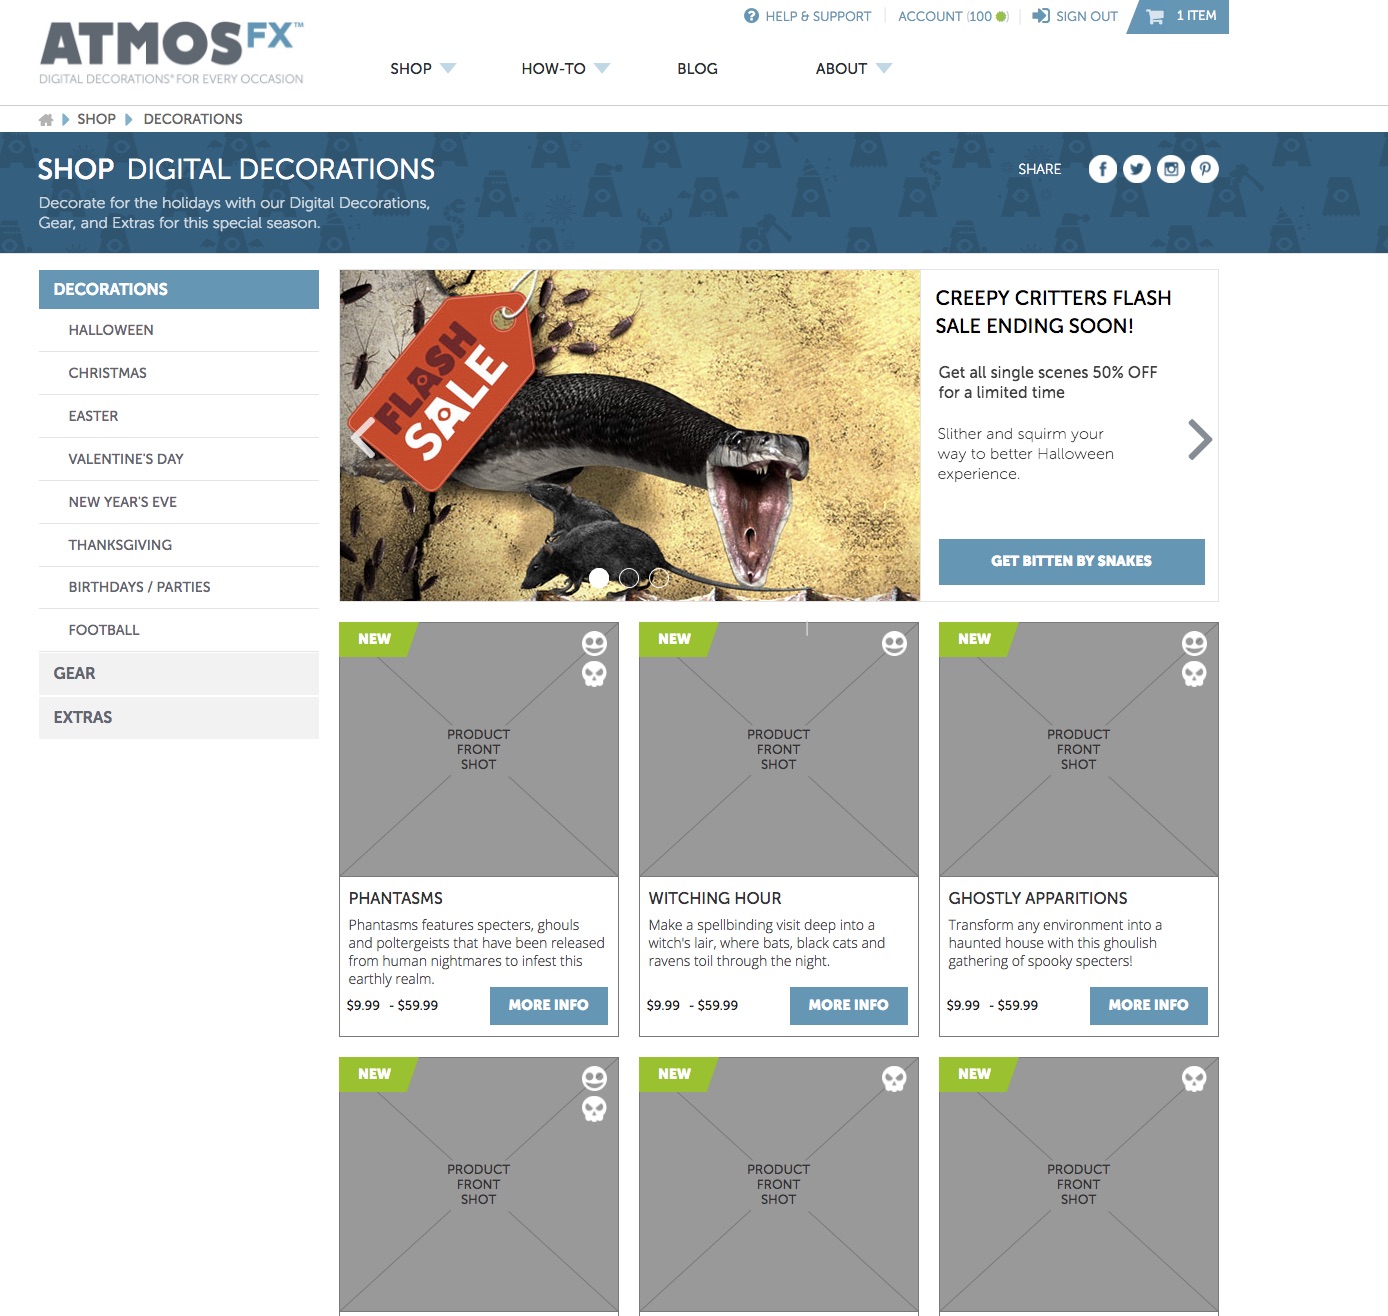 ATMOSFX™
DIGITAL DECORATIONS® FOR EVERY OCCASION
HELP & SUPPORT
ACCOUNT (100 )
SIGN OUT
1 ITEM
SHOP
HOW-TO
BLOG
ABOUT
SHOP
DECORATIONS
SHOP DIGITAL DECORATIONS
Decorate for the holidays with our Digital Decorations,
Gear, and Extras for this special season.
SHARE
DECORATIONS
HALLOWEEN
CHRISTMAS
EASTER
VALENTINE'S DAY
NEW YEAR'S EVE
THANKSGIVING
BIRTHDAYS / PARTIES
FOOTBALL
GEAR
EXTRAS
FLASH
SALE
CREEPY CRITTERS FLASH
SALE ENDING SOON!
Get all single scenes 50% OFF
for a limited time
Slither and squirm your
way to better Halloween
experience.
GET BITTEN BY SNAKES
NEW
PRODUCT
FRONT
SHOT
PHANTASMS
Phantasms features specters, ghouls
and poltergeists that have been released
from human nightmares to infest this
earthly realm.
$9.99 - $59.99
MORE INFO
NEW
PRODUCT
FRONT
SHOT
WITCHING HOUR
Make a spellbinding visit deep into a
witch's lair, where bats, black cats and
ravens toil through the night.
$9.99 - $59.99
MORE INFO
NEW
PRODUCT
FRONT
SHOT
GHOSTLY APPARITIONS
Transform any environment into a
haunted house with this ghoulish
gathering of spooky specters!
$9.99 - $59.99
MORE INFO
NEW
PRODUCT
FRONT
SHOT
NEW
PRODUCT
FRONT
SHOT
NEW
PRODUCT
FRONT
SHOT